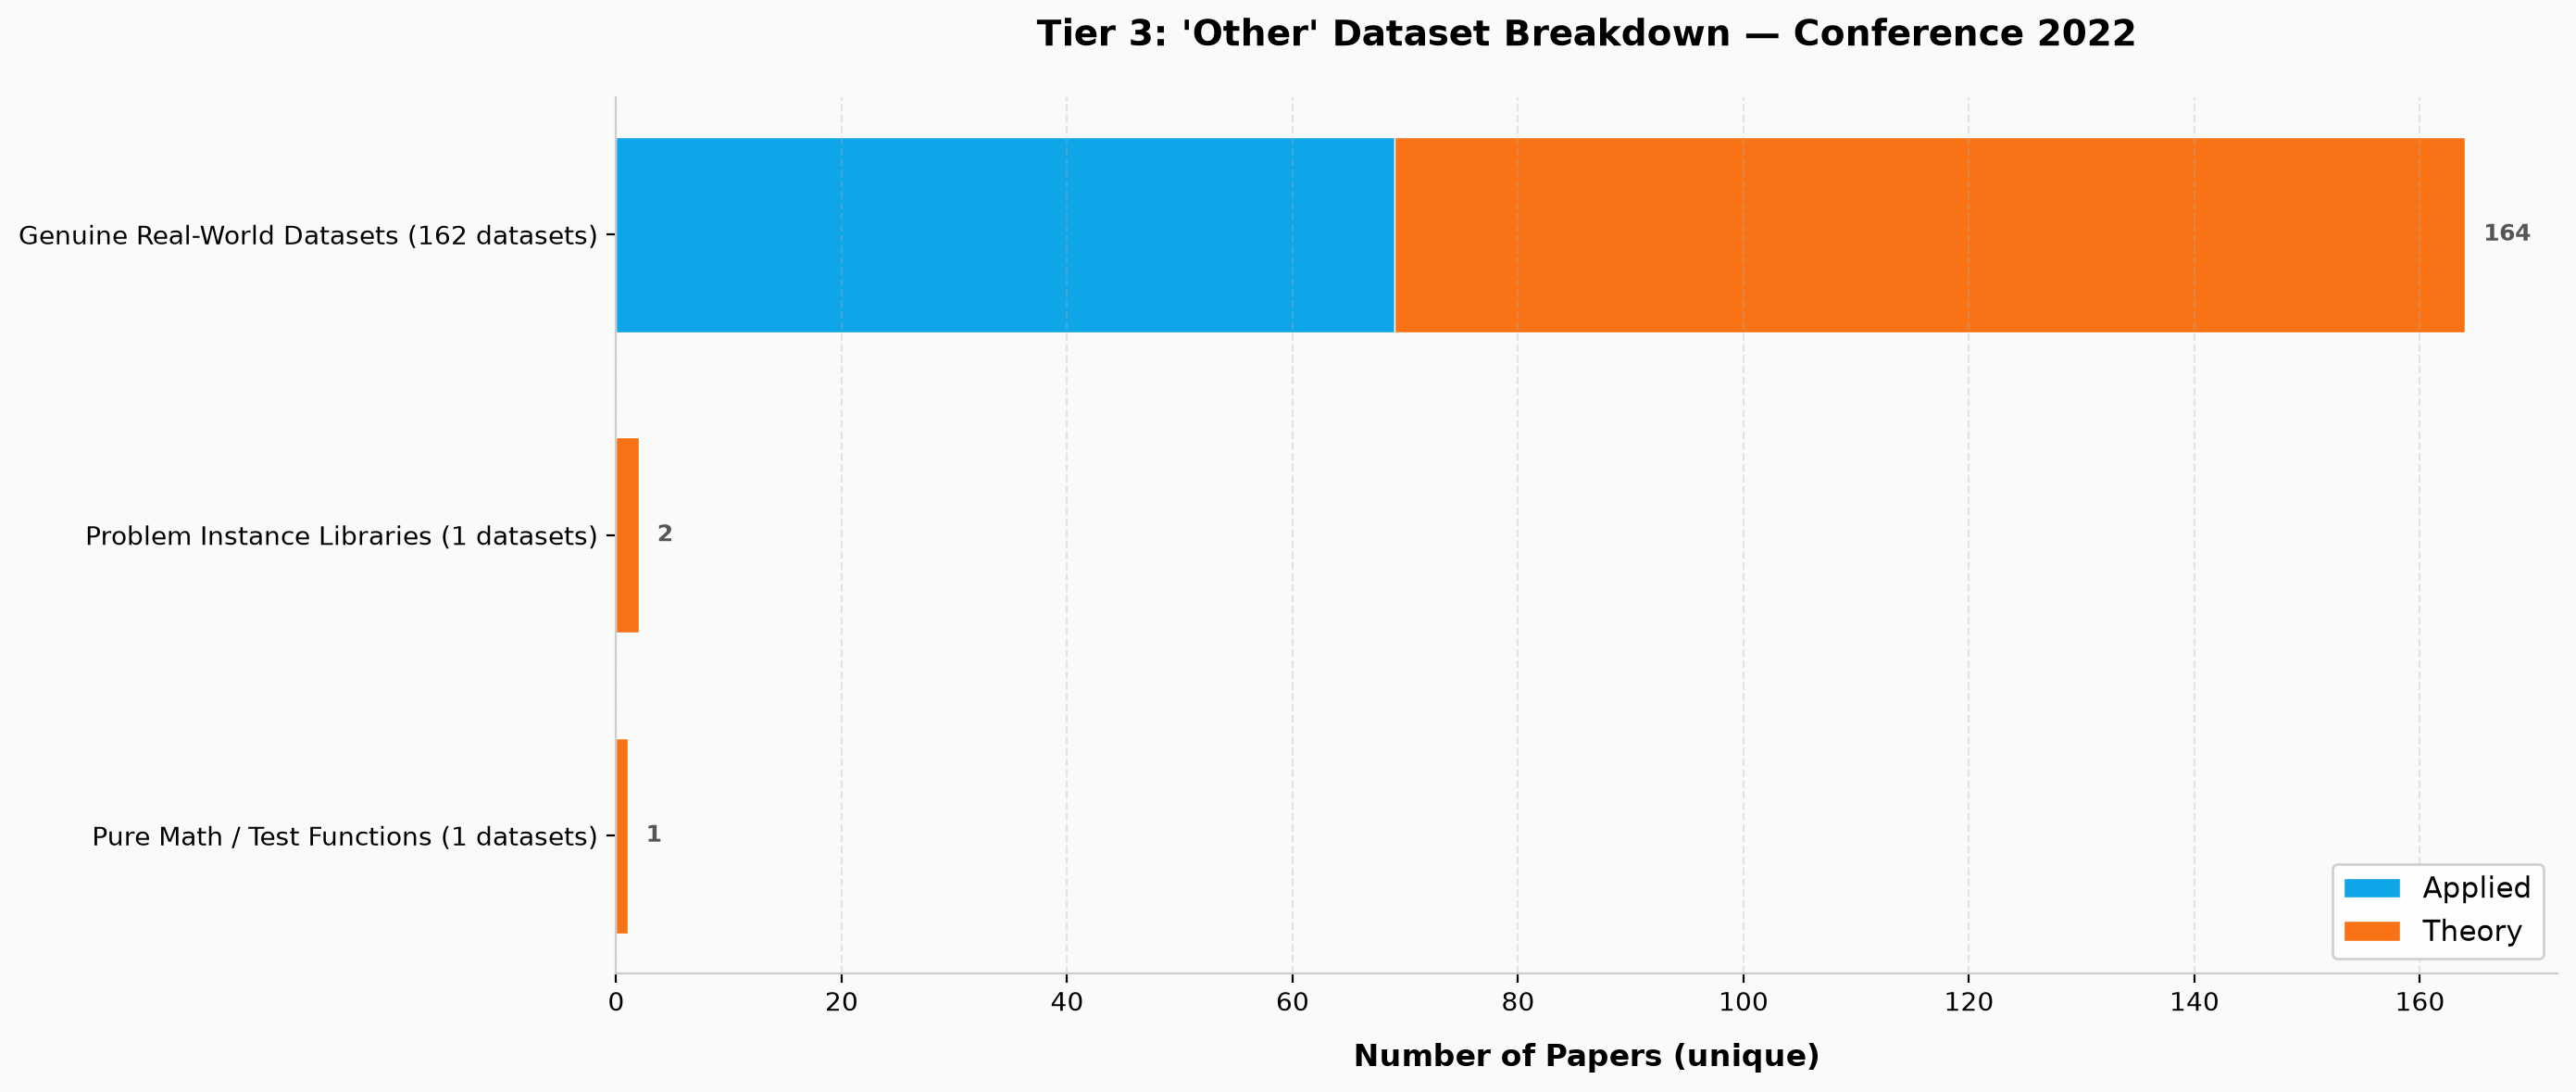 Tier 3: 'Other' Dataset Breakdown — Conference 2022
Genuine Real-World Datasets (162 datasets)
164
Problem Instance Libraries (1 datasets)
2
Pure Math / Test Functions (1 datasets)
1
Applied
Theory
0 20 40 60 80 100 120 140 160
Number of Papers (unique)